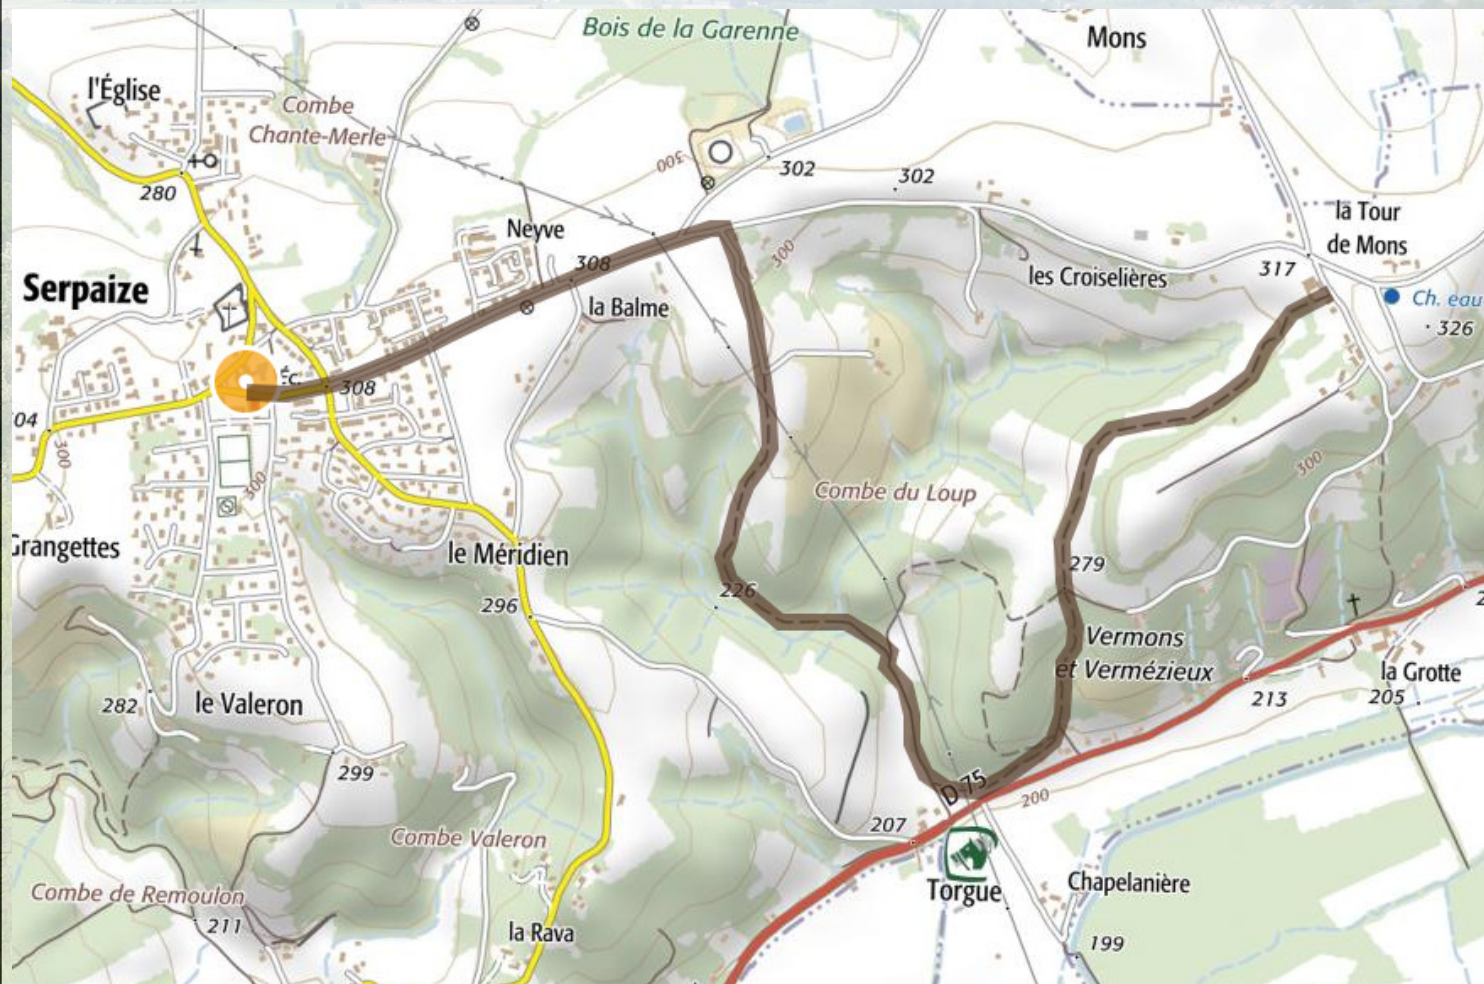 Bois de la Garenne
Mons
l'Église
Combe
Chante-Merle
300
302
302
280
la Tour
de Mons
Neyve
308
300
317
les Croiselières
Serpaize
la Balme
Ch. eau
326
Éc.
308
04
300
300
300
Combe du Loup
Grangettes
le Méridien
279
226
296
Vermons
et Vermézieux
la Grotte
282
le Valeron
213
205
299
D 75
200
207
Combe Valeron
Torgue
Chapelanière
Combe de Remoulon
211
la Rava
199